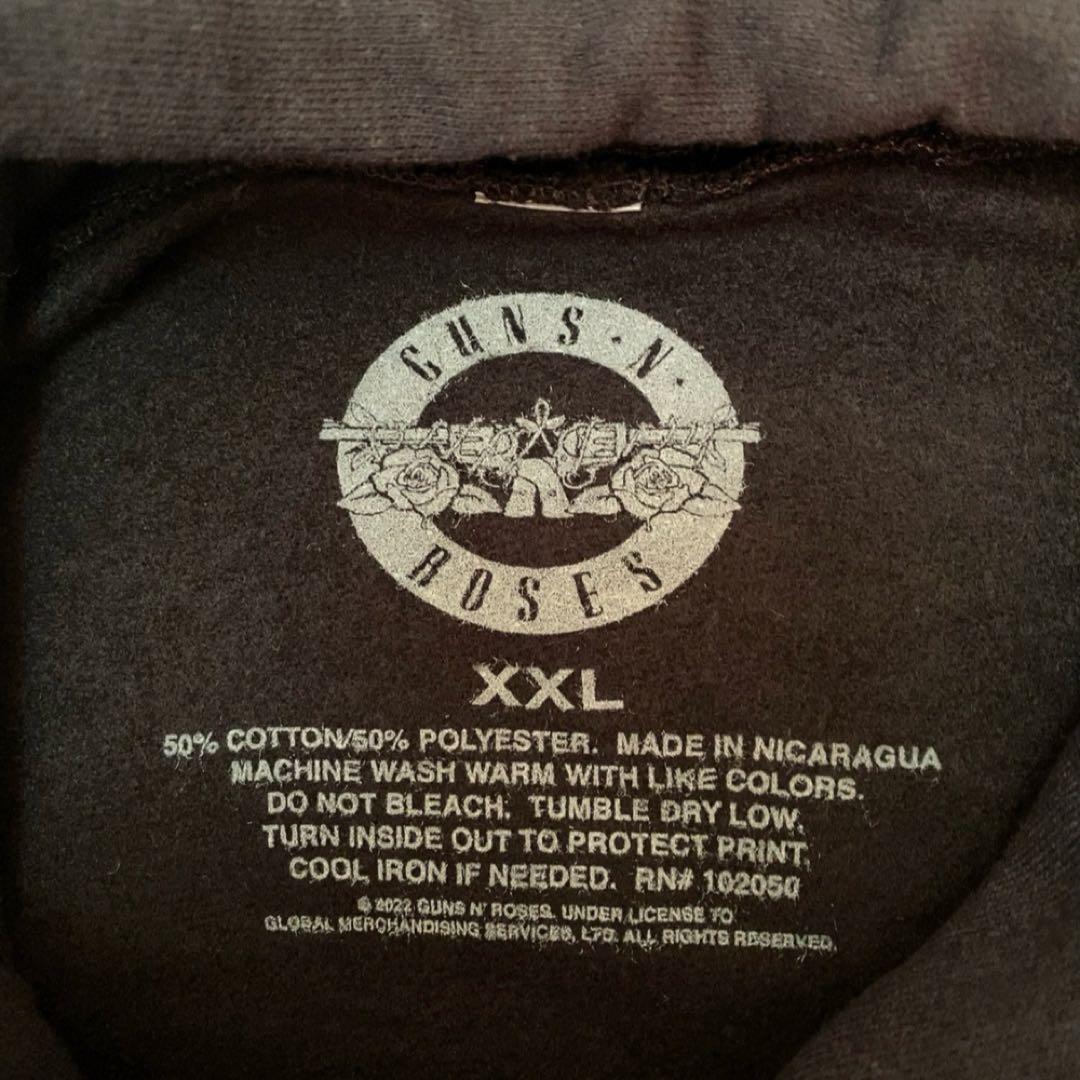 GUNS·N·
ROSES
XXL
50% COTTON/50% POLYESTER. MADE IN NICARAGUA
MACHINE WASH WARM WITH LIKE COLORS.
DO NOT BLEACH. TUMBLE DRY LOW.
TURN INSIDE OUT TO PROTECT PRINT.
COOL IRON IF NEEDED. RN# 102050
© 2022 GUNS N' ROSES. UNDER LICENSE TO
GLOBAL MERCHANDISING SERVICES, LTD. ALL RIGHTS RESERVED.